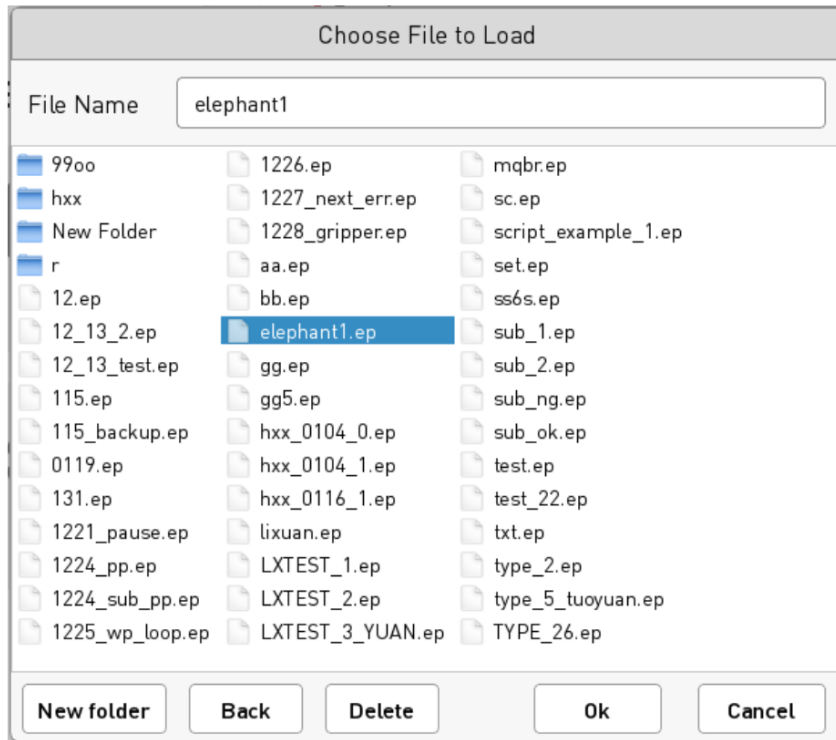 Choose File to Load
File Name
elephant1
99oo
hxx
New Folder
r
12.ep
12_13_2.ep
12_13_test.ep
115.ep
115_backup.ep
0119.ep
131.ep
1221_pause.ep
1224_pp.ep
1224_sub_pp.ep
1225_wp_loop.ep
1226.ep
1227_next_err.ep
1228_gripper.ep
aa.ep
bb.ep
elephant1.ep
gg.ep
gg5.ep
hxx_0104_0.ep
hxx_0104_1.ep
hxx_0116_1.ep
lixuan.ep
LXTEST_1.ep
LXTEST_2.ep
LXTEST_3_YUAN.ep
mqbr.ep
sc.ep
script_example_1.ep
set.ep
ss6s.ep
sub_1.ep
sub_2.ep
sub_ng.ep
sub_ok.ep
test.ep
test_22.ep
txt.ep
type_2.ep
type_5_tuoyuan.ep
TYPE_26.ep
New folder
Back
Delete
Ok
Cancel